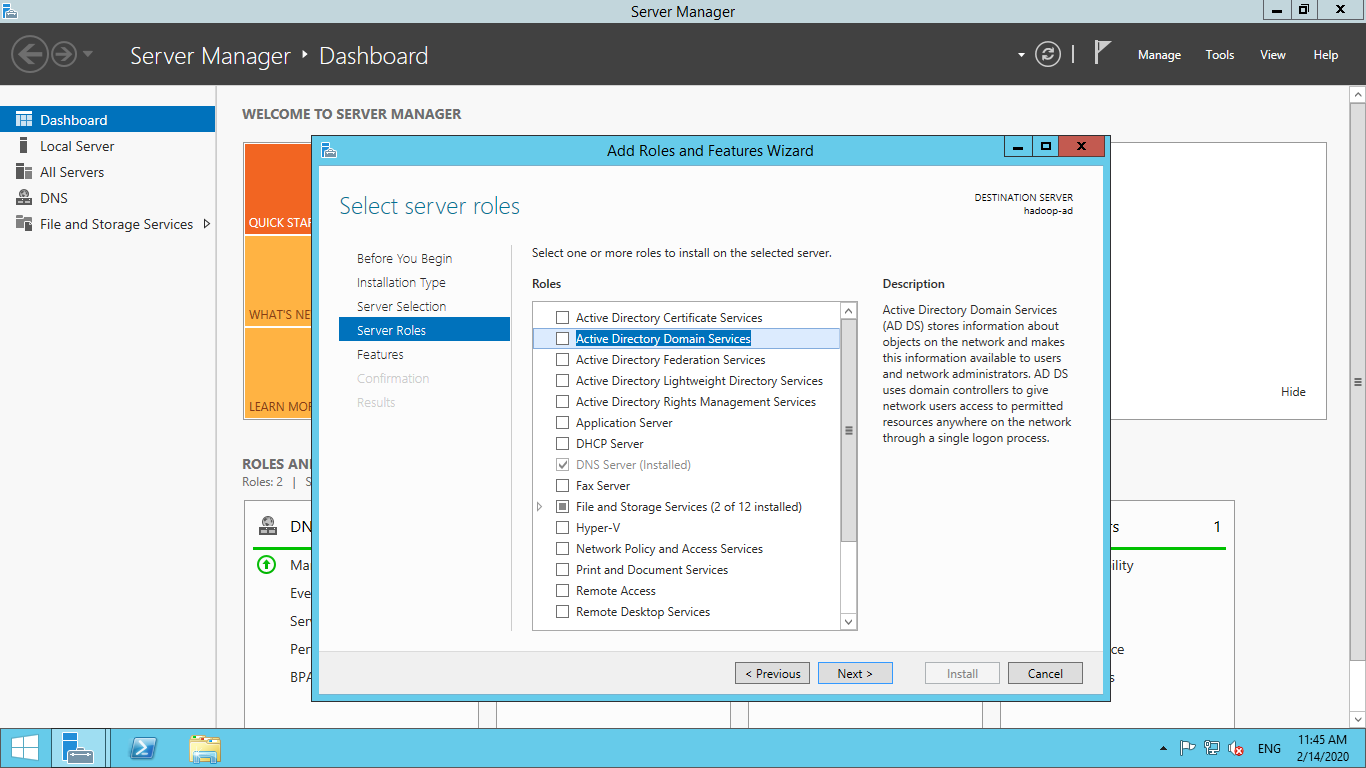 Server Manager
Server Manager ‣ Dashboard
Manage Tools View Help
Dashboard
Local Server
All Servers
DNS
File and Storage Services
WELCOME TO SERVER MANAGER
QUICK STAR
WHAT'S NE
LEARN MOR
Hide
ROLES AN
Roles: 2 | S
DN
Ma
Eve
Ser
Per
BPA
rs 1
ility
ce
s
Add Roles and Features Wizard
Select server roles
DESTINATION SERVER
hadoop-ad
Before You Begin
Installation Type
Server Selection
Server Roles
Features
Confirmation
Results
Select one or more roles to install on the selected server.
Roles
Active Directory Certificate Services
Active Directory Domain Services
Active Directory Federation Services
Active Directory Lightweight Directory Services
Active Directory Rights Management Services
Application Server
DHCP Server
DNS Server (Installed)
Fax Server
File and Storage Services (2 of 12 installed)
Hyper-V
Network Policy and Access Services
Print and Document Services
Remote Access
Remote Desktop Services
Description
Active Directory Domain Services
(AD DS) stores information about
objects on the network and makes
this information available to users
and network administrators. AD DS
uses domain controllers to give
network users access to permitted
resources anywhere on the network
through a single logon process.
< Previous
Next >
Install
Cancel
ENG
11:45 AM
2/14/2020